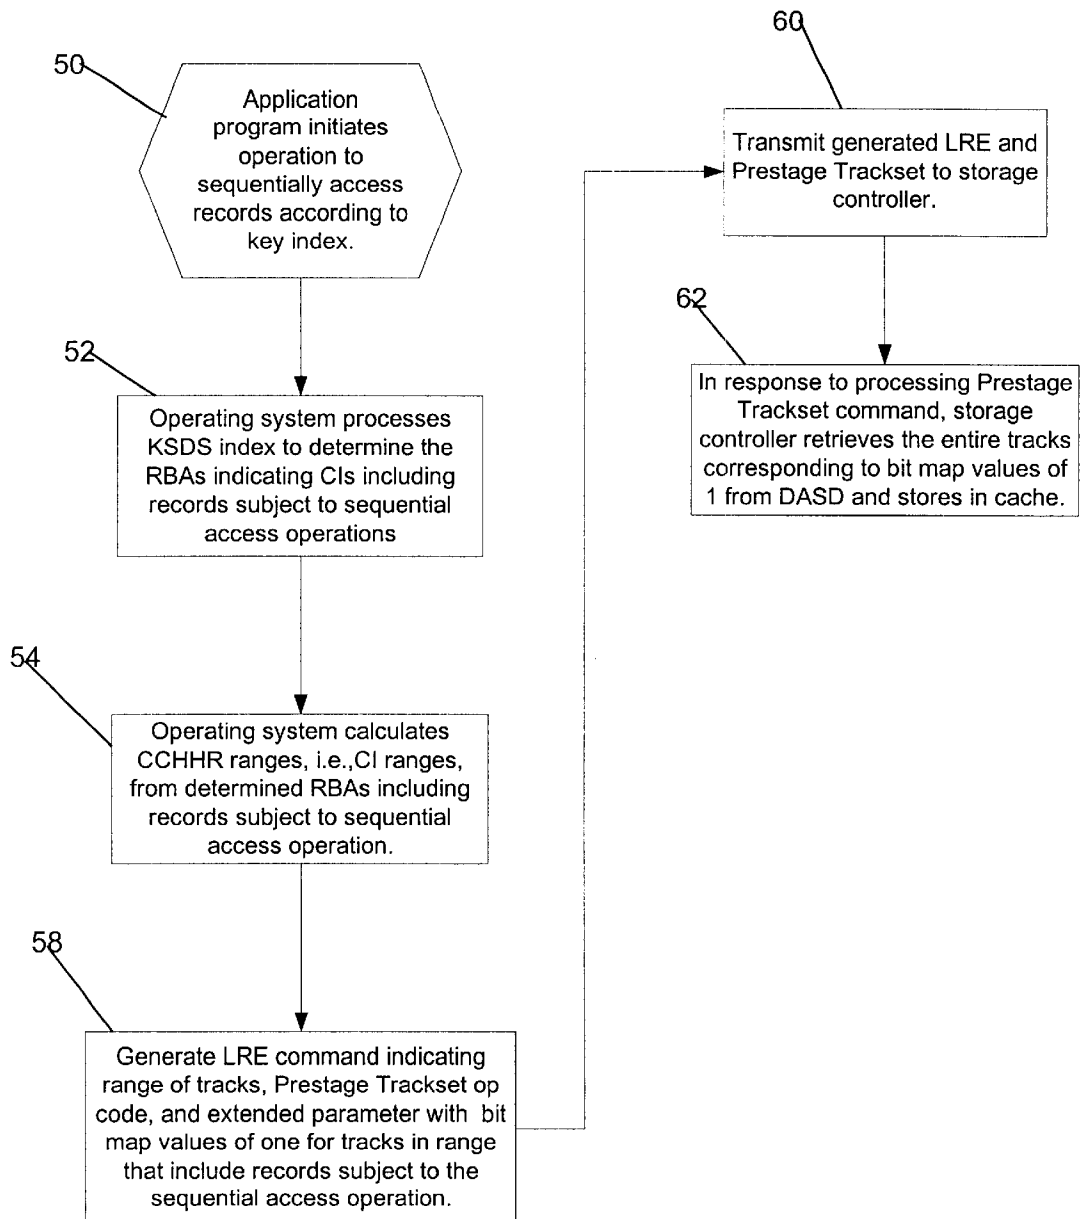 50
Application
program initiates
operation to
sequentially access
records according to
key index.
52
Operating system processes
KSDS index to determine the
RBAs indicating CIs including
records subject to sequential
access operations
54
Operating system calculates
CCHHR ranges, i.e.,CI ranges,
from determined RBAs including
records subject to sequential
access operation.
58
Generate LRE command indicating
range of tracks, Prestage Trackset op
code, and extended parameter with bit
map values of one for tracks in range
that include records subject to the
sequential access operation.
60
Transmit generated LRE and
Prestage Trackset to storage
controller.
62
In response to processing Prestage
Trackset command, storage
controller retrieves the entire tracks
corresponding to bit map values of
1 from DASD and stores in cache.